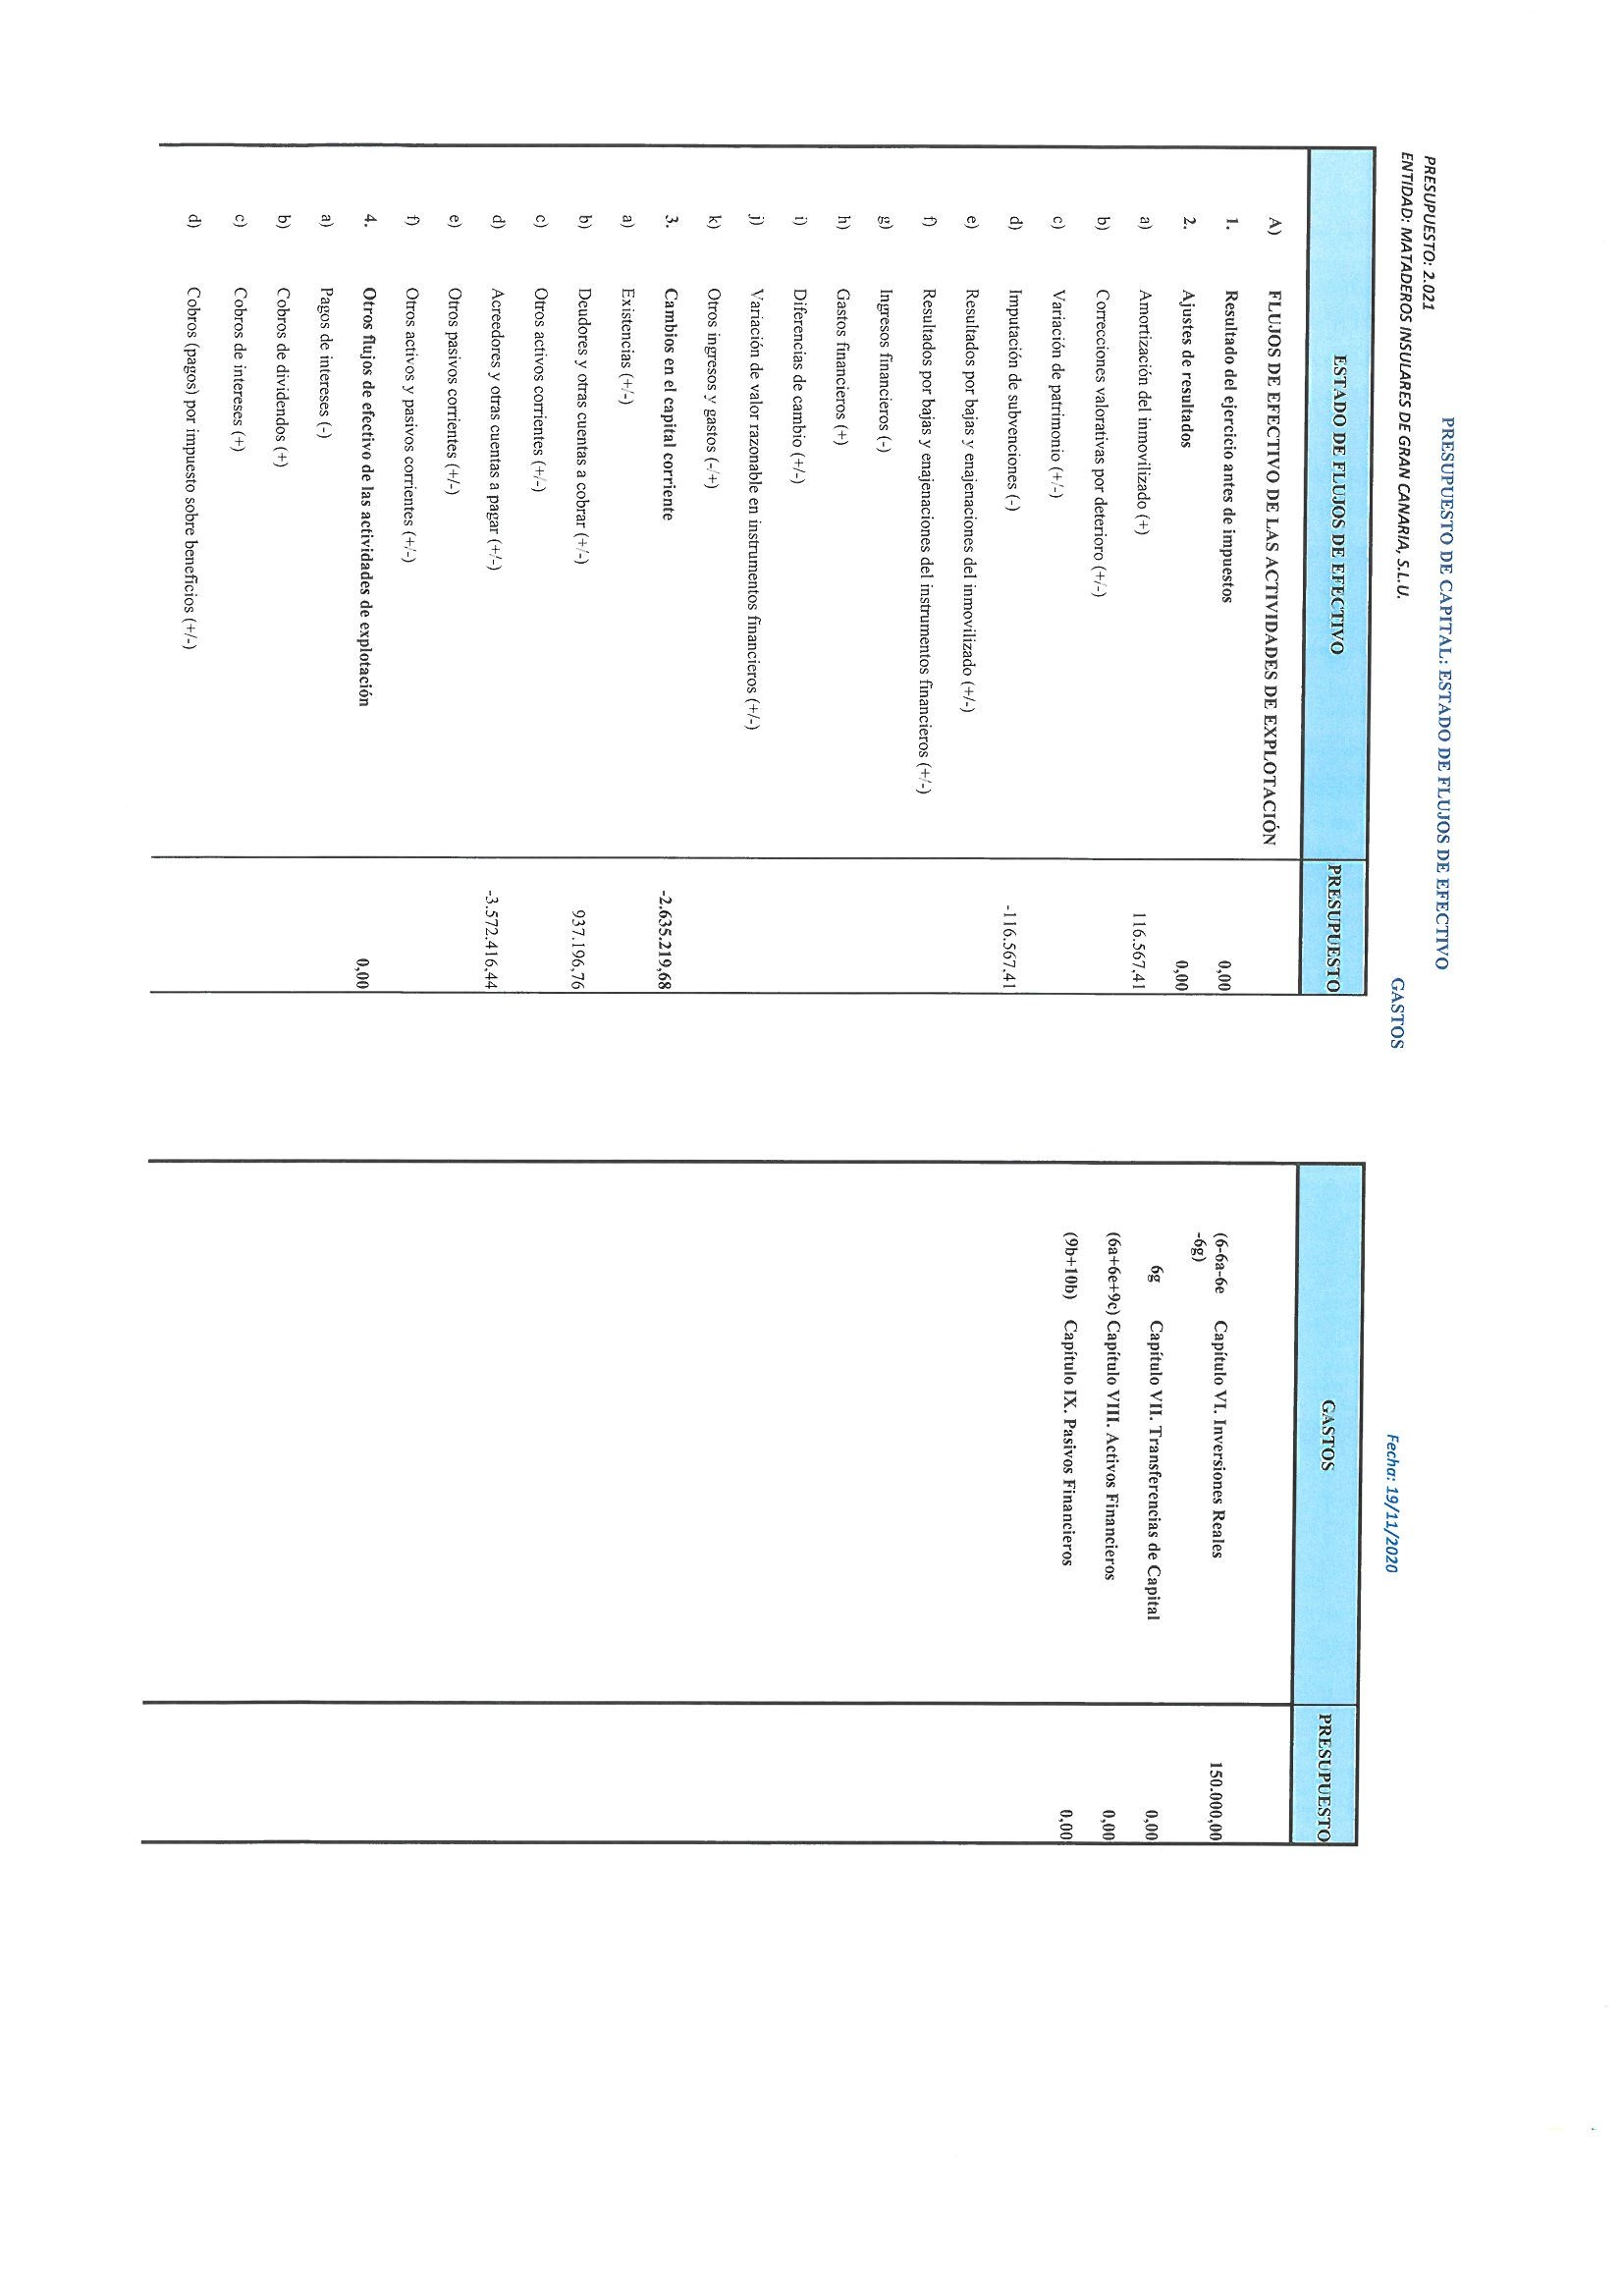 PRESUPUESTO DE CAPITAL: ESTADO DE FLUJOS DE EFECTIVO
PRESUPUESTO: 2.021
ENTIDAD: MATADEROS INSULARES DE GRAN CANARIA, S.L.U.
GASTOS
Fecha: 19/11/2020
ESTADO DE FLUJOS DE EFECTIVO PRESUPUESTO
A) FLUJOS DE EFECTIVO DE LAS ACTIVIDADES DE EXPLOTACIÓN
1. Resultado del ejercicio antes de impuestos 0,00
2. Ajustes de resultados 0,00
a) Amortización del inmovilizado (+) 116.567,41
b) Correcciones valorativas por deterioro (+/-)
c) Variación de patrimonio (+/-)
d) Imputación de subvenciones (-) -116.567,41
e) Resultados por bajas y enajenaciones del inmovilizado (+/-)
f) Resultados por bajas y enajenaciones del instrumentos financieros (+/-)
g) Ingresos financieros (-)
h) Gastos financieros (+)
i) Diferencias de cambio (+/-)
j) Variación de valor razonable en instrumentos financieros (+/-)
k) Otros ingresos y gastos (-/+)
3. Cambios en el capital corriente -2.635.219,68
a) Existencias (+/-)
b) Deudores y otras cuentas a cobrar (+/-) 937.196,76
c) Otros activos corrientes (+/-)
d) Acreedores y otras cuentas a pagar (+/-) -3.572.416,44
e) Otros pasivos corrientes (+/-)
f) Otros activos y pasivos corrientes (+/-)
4. Otros flujos de efectivo de las actividades de explotación 0,00
a) Pagos de intereses (-)
b) Cobros de dividendos (+)
c) Cobros de intereses (+)
d) Cobros (pagos) por impuesto sobre beneficios (+/-)
GASTOS PRESUPUESTO
(6-6a-6e Capítulo VI. Inversiones Reales 150.000,00
-6g)
6g Capítulo VII. Transferencias de Capital 0,00
(6a+6e+9c) Capítulo VIII. Activos Financieros 0,00
(9b+10b) Capítulo IX. Pasivos Financieros 0,00